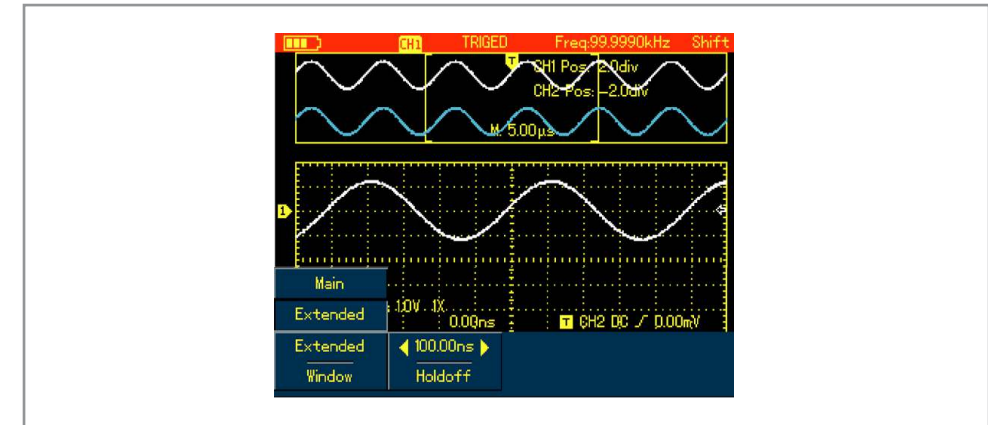 CH1 TRIGED Freq:99.9990kHz Shift
T
CH1 Pos: 2.0div
CH2 Pos: -2.0div
M: 5.00µs
1
Main
1.0V 1X
Extended
0.00ns T CH2 DC 0.00mV
Extended 100.00ns
Window Holdoff